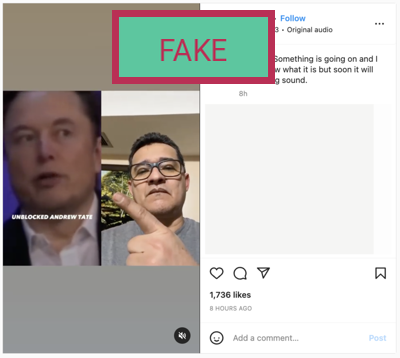 FAKE
Follow
3 • Original audio
Something is going on and I
w what it is but soon it will
g sound.
8h
UNBLOCKED ANDREW TATE
1,736 likes
8 HOURS AGO
Add a comment...
Post